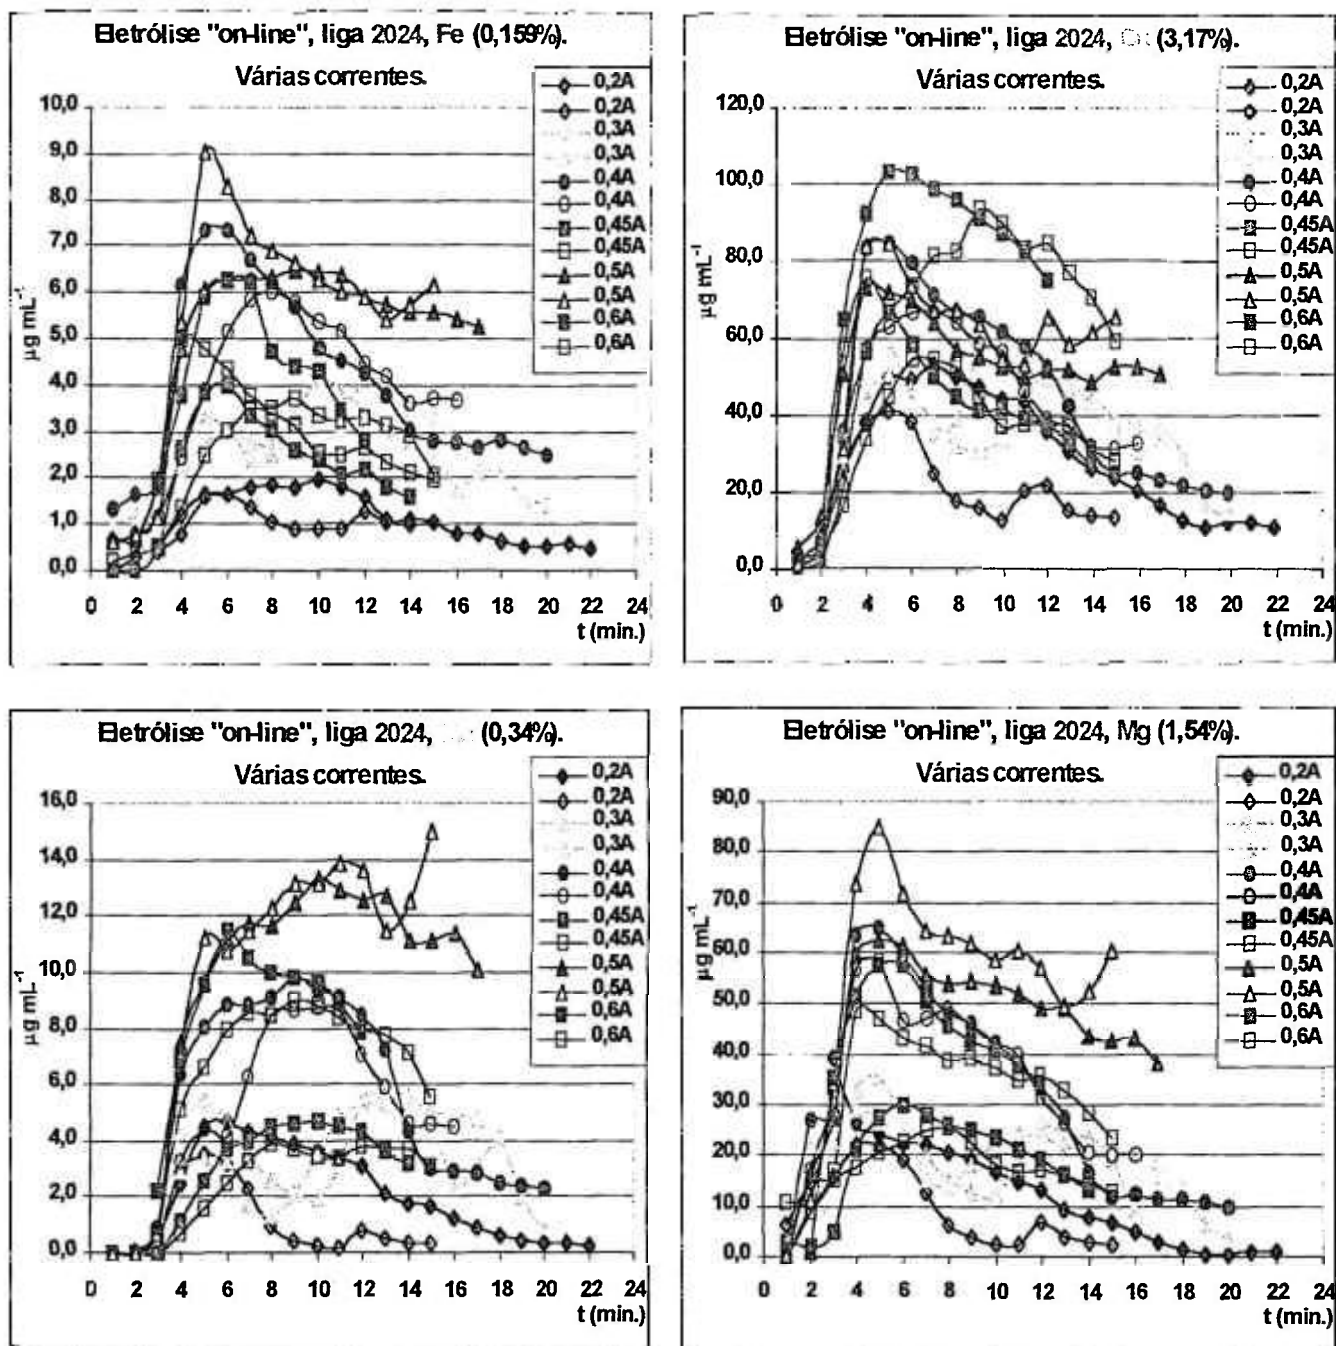 Eletrólise "on-line", liga 2024, Fe (0,159%).
Várias correntes.
10,0
9,0
8,0
7,0
6,0
5,0
4,0
3,0
2,0
1,0
0,0
µg mL⁻¹
0 2 4 6 8 10 12 14 16 18 20 22 24
t (min.)
0,2A
0,2A
0,3A
0,3A
0,4A
0,4A
0,45A
0,45A
0,5A
0,5A
0,6A
0,6A
Eletrólise "on-line", liga 2024, (3,17%).
Várias correntes.
120,0
100,0
80,0
60,0
40,0
20,0
0,0
µg mL⁻¹
0 2 4 6 8 10 12 14 16 18 20 22 24
t (min.)
0,2A
0,2A
0,3A
0,3A
0,4A
0,4A
0,45A
0,45A
0,5A
0,5A
0,6A
0,6A
Eletrólise "on-line", liga 2024, (0,34%).
Várias correntes.
16,0
14,0
12,0
10,0
8,0
6,0
4,0
2,0
0,0
µg mL⁻¹
0 2 4 6 8 10 12 14 16 18 20 22 24
t (min.)
0,2A
0,2A
0,3A
0,3A
0,4A
0,4A
0,45A
0,45A
0,5A
0,5A
0,6A
0,6A
Eletrólise "on-line", liga 2024, Mg (1,54%).
Várias correntes.
90,0
80,0
70,0
60,0
50,0
40,0
30,0
20,0
10,0
0,0
µg mL⁻¹
0 2 4 6 8 10 12 14 16 18 20 22 24
t (min.)
0,2A
0,2A
0,3A
0,3A
0,4A
0,4A
0,45A
0,45A
0,5A
0,5A
0,6A
0,6A